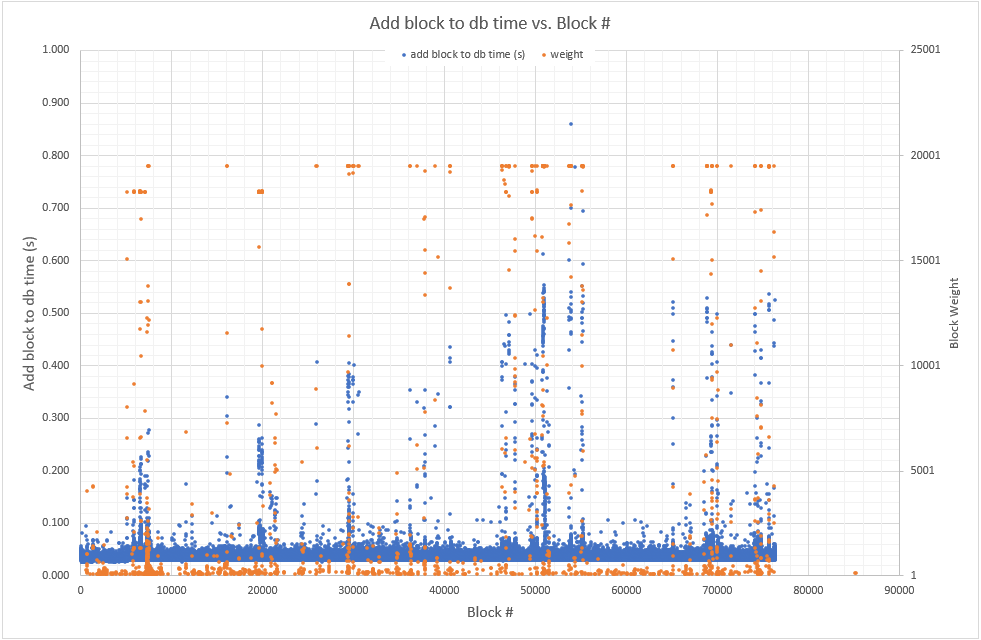 Add block to db time vs. Block #
add block to db time (s) weight
1.000 25001
0.900
0.800 20001
0.700
0.600 15001
0.500
0.400 10001
0.300
0.200 5001
0.100
0.000 1
0 10000 20000 30000 40000 50000 60000 70000 80000 90000
Add block to db time (s)
Block Weight
Block #